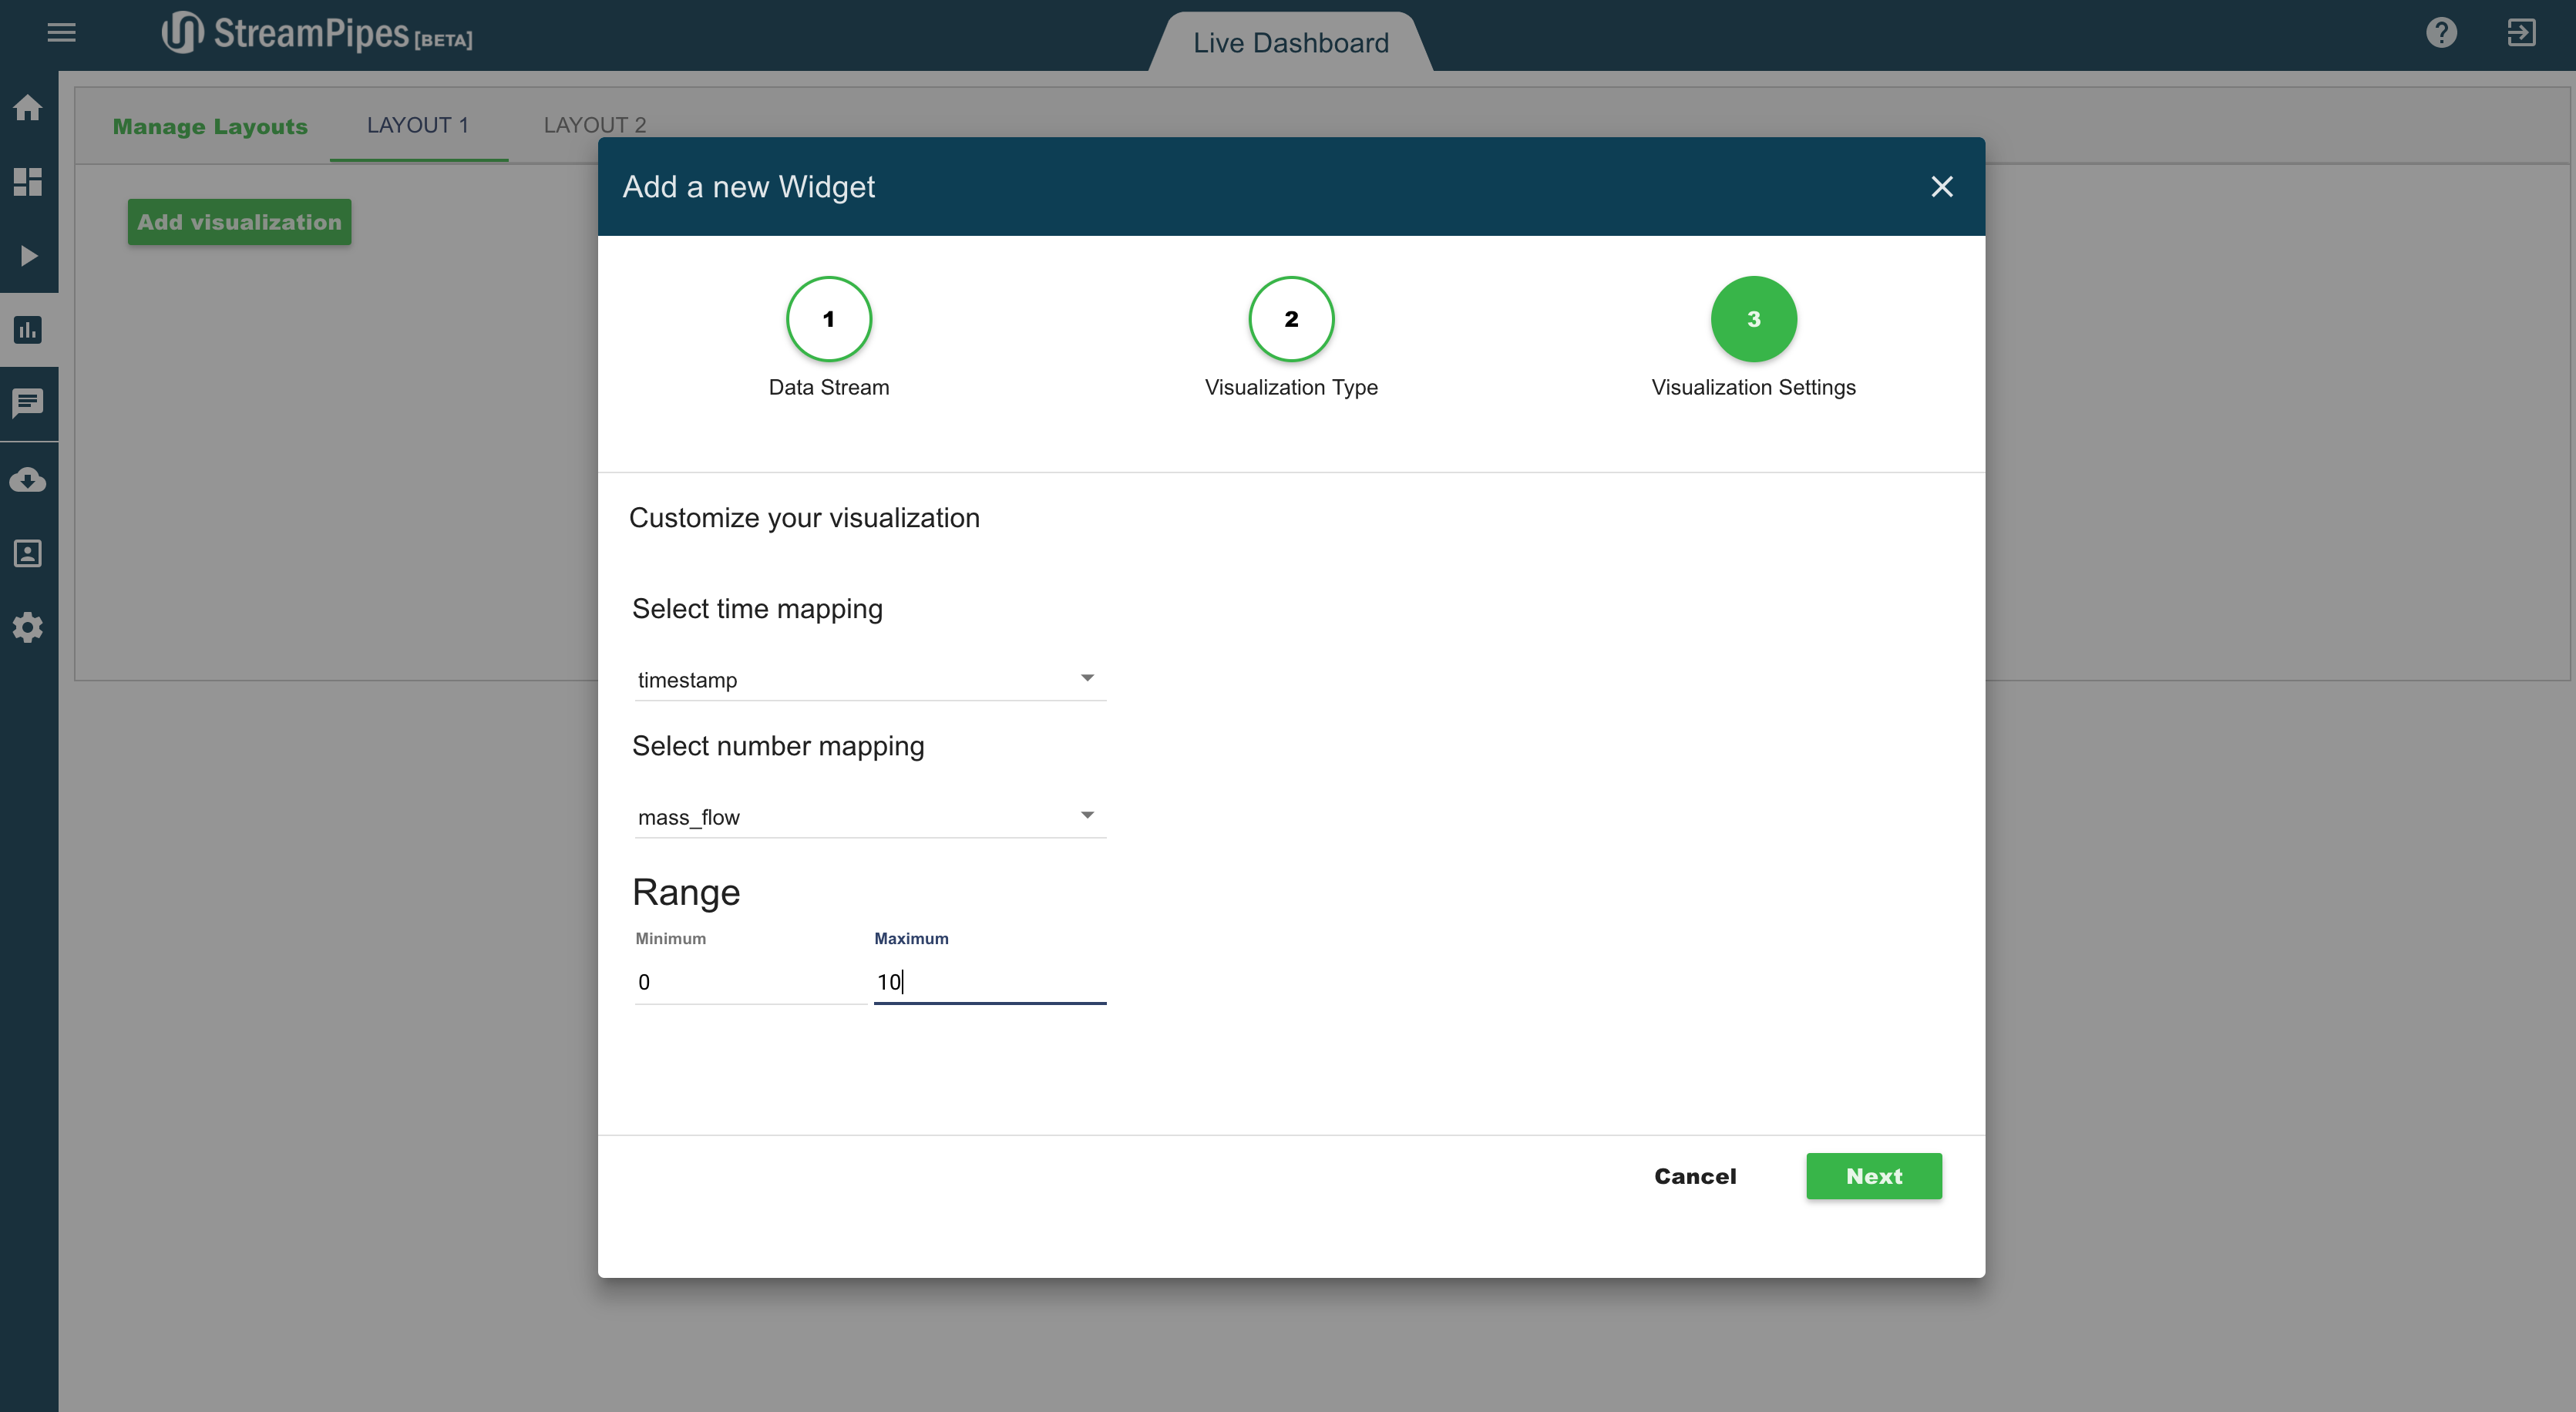 StreamPipes [BETA]
Live Dashboard
Manage Layouts LAYOUT 1 LAYOUT 2
Add visualization
Add a new Widget
1 2 3
Data Stream Visualization Type Visualization Settings
Customize your visualization
Select time mapping
timestamp
Select number mapping
mass_flow
Range
Minimum Maximum
0 10
Cancel Next